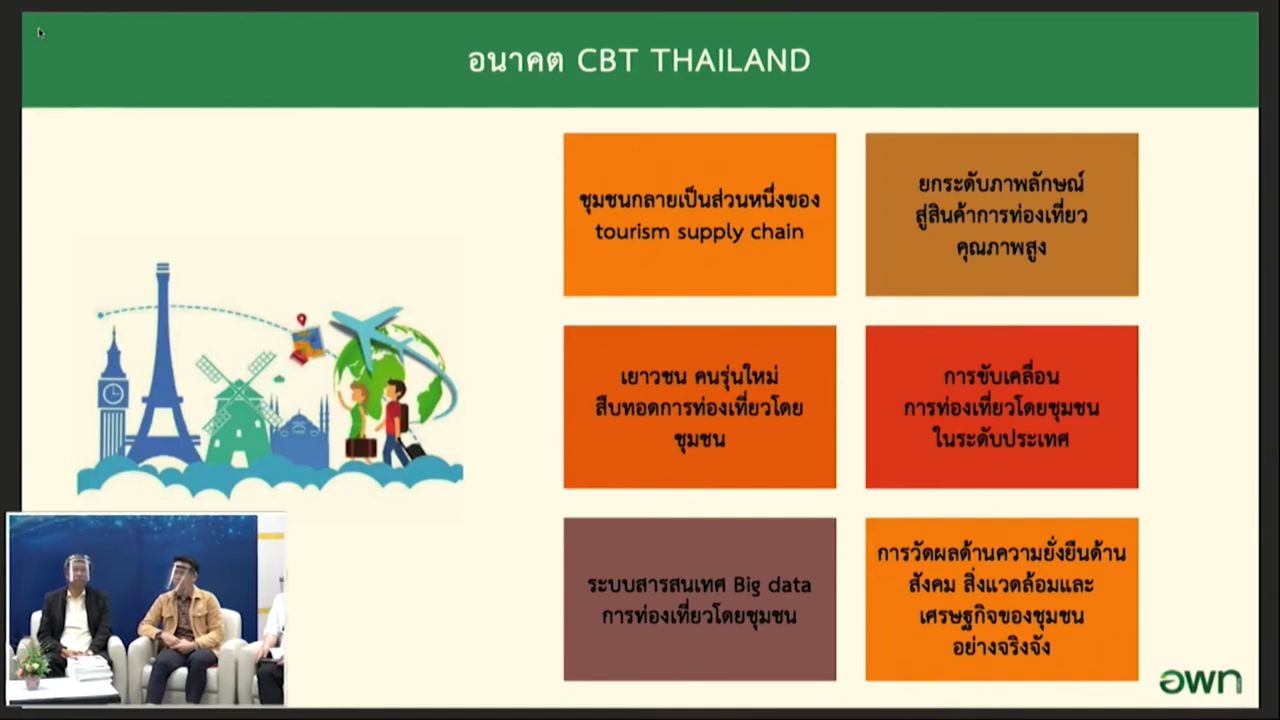 อนาคต CBT THAILAND
ชุมชนกลายเป็นส่วนหนึ่งของ
tourism supply chain
ยกระดับภาพลักษณ์
สู่สินค้าการท่องเที่ยว
คุณภาพสูง
เยาวชน คนรุ่นใหม่
สืบทอดการท่องเที่ยวโดย
ชุมชน
การขับเคลื่อน
การท่องเที่ยวโดยชุมชน
ในระดับประเทศ
ระบบสารสนเทศ Big data
การท่องเที่ยวโดยชุมชน
การวัดผลด้านความยั่งยืนด้าน
สังคม สิ่งแวดล้อมและ
เศรษฐกิจของชุมชน
อย่างจริงจัง
อพท